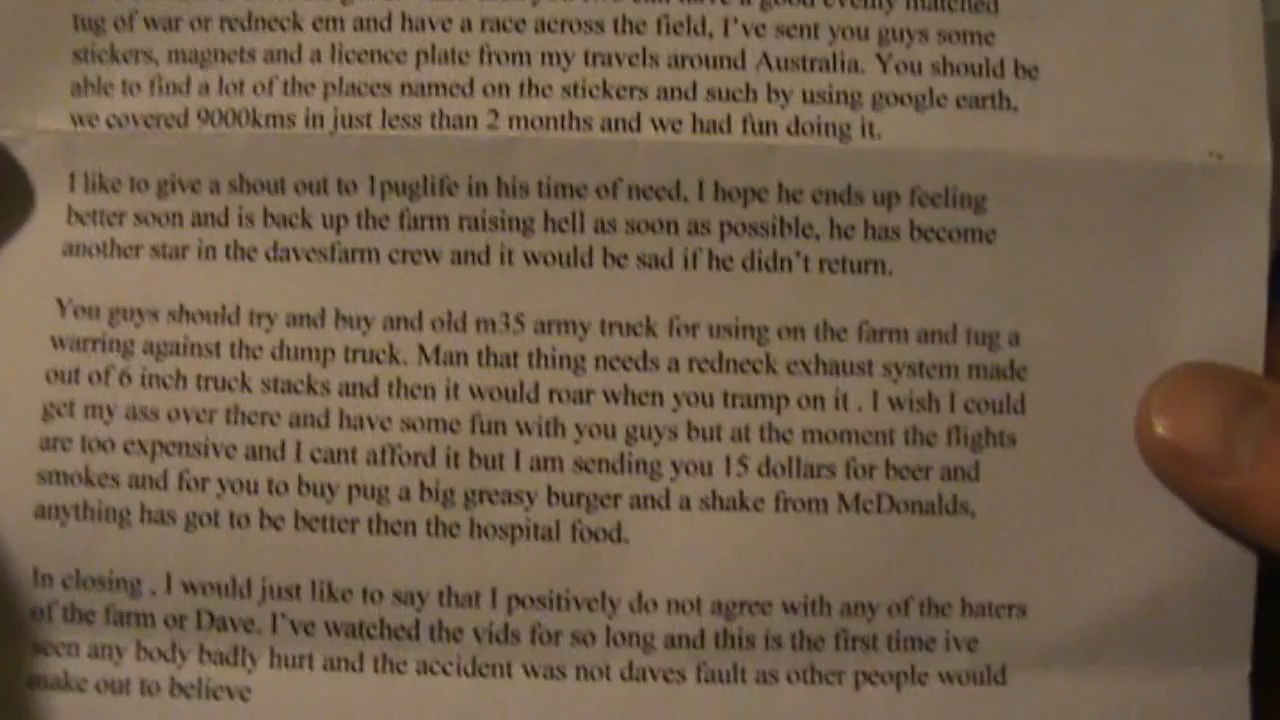 good evenly matched
tug of war or redneck em and have a race across the field, I've sent you guys some
stickers, magnets and a licence plate from my travels around Australia. You should be
able to find a lot of the places named on the stickers and such by using google earth,
we covered 9000kms in just less than 2 months and we had fun doing it.
I like to give a shout out to 1puglife in his time of need, I hope he ends up feeling
better soon and is back up the farm raising hell as soon as possible, he has become
another star in the davesfarm crew and it would be sad if he didn't return.
You guys should try and buy and old m35 army truck for using on the farm and tug a
warring against the dump truck. Man that thing needs a redneck exhaust system made
out of 6 inch truck stacks and then it would roar when you tramp on it . I wish I could
get my ass over there and have some fun with you guys but at the moment the flights
are too expensive and I cant afford it but I am sending you 15 dollars for beer and
smokes and for you to buy pug a big greasy burger and a shake from McDonalds,
anything has got to be better then the hospital food.
In closing , I would just like to say that I positively do not agree with any of the haters
of the farm or Dave. I've watched the vids for so long and this is the first time ive
seen any body badly hurt and the accident was not daves fault as other people would
make out to believe